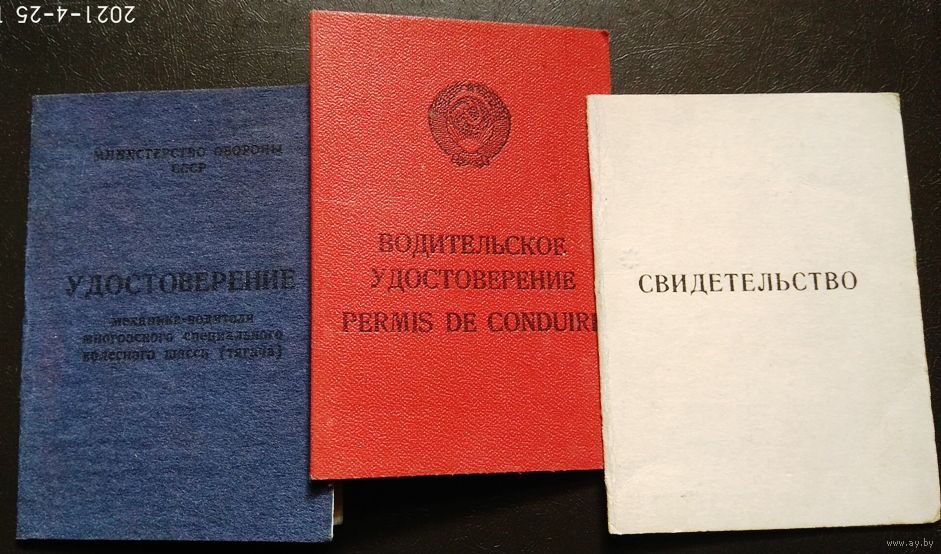 2021-4-25 1
МИНИСТЕРСТВО ОБОРОНЫ
СССР
УДОСТОВЕРЕНИЕ
механика-водителя
многоосного специального
колесного шасси (тягача)
ВОДИТЕЛЬСКОЕ
УДОСТОВЕРЕНИЕ
PERMIS DE CONDUIRE
СВИДЕТЕЛЬСТВО
www.ay.by